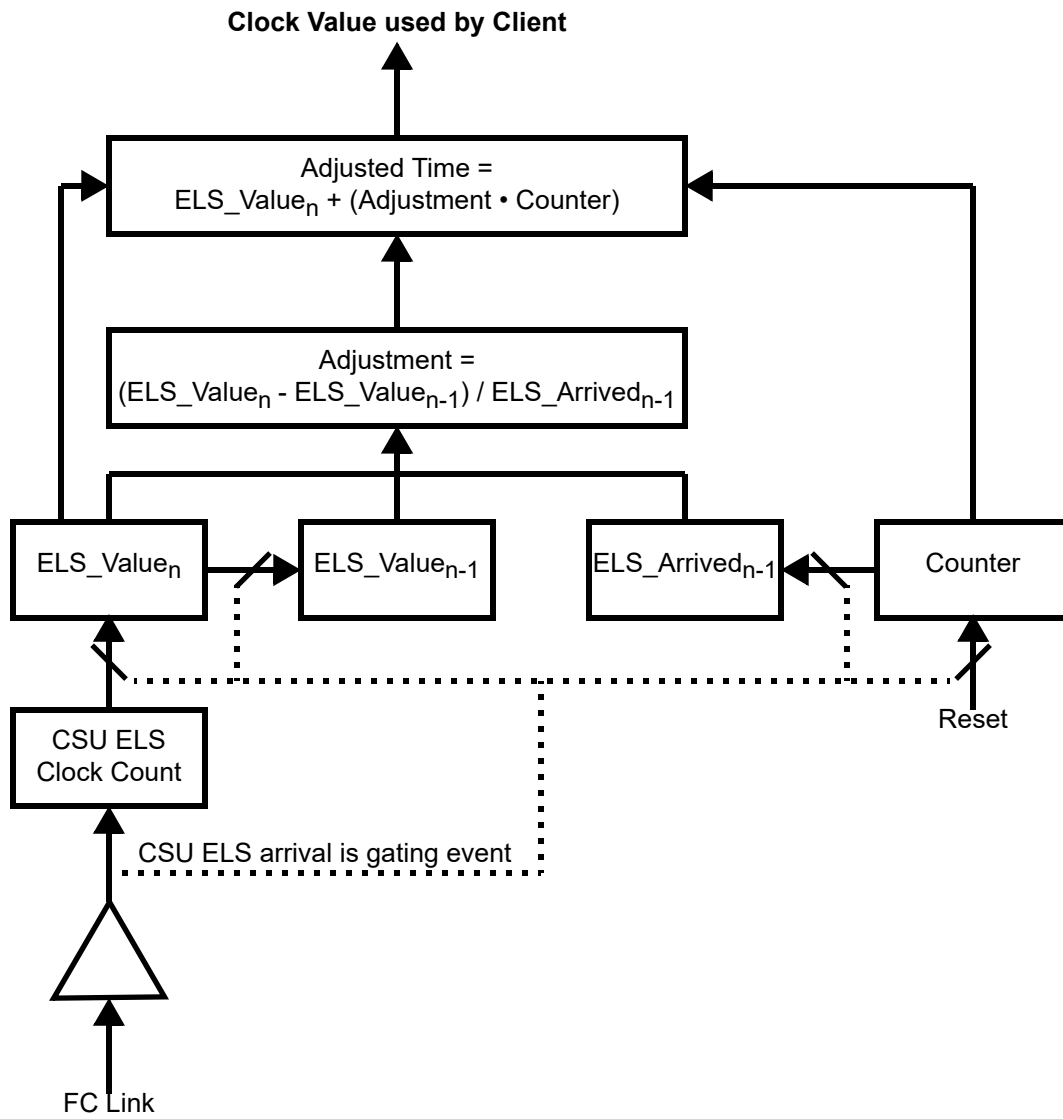 Clock Value used by Client
Adjusted Time =
ELS_Valueₙ + (Adjustment • Counter)
Adjustment =
(ELS_Valueₙ - ELS_Valueₙ₋₁) / ELS_Arrivedₙ₋₁
ELS_Valueₙ
ELS_Valueₙ₋₁
ELS_Arrivedₙ₋₁
Counter
CSU ELS
Clock Count
Reset
CSU ELS arrival is gating event
FC Link